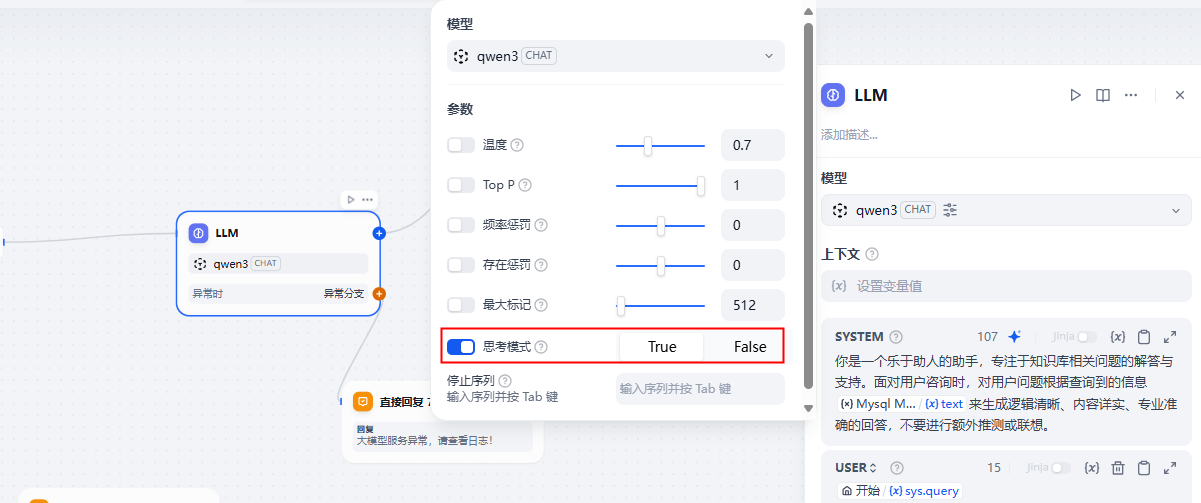 LLM
qwen3 CHAT
异常时 异常分支
直接回复 7
回复
大模型服务异常，请查看日志！
模型
qwen3 CHAT
参数
温度 0.7
Top P 1
频率惩罚 0
存在惩罚 0
最大标记 512
思考模式 True False
停止序列
输入序列并按 Tab 键
输入序列并按 Tab 键
LLM
添加描述...
模型
qwen3 CHAT
上下文
{x} 设置变量值
SYSTEM 107 Jinja {x}
你是一个乐于助人的助手，专注于知识库相关问题的解答与
支持。面对用户咨询时，对用户问题根据查询到的信息
(×) Mysql M... / {x} text 来生成逻辑清晰、内容详实、专业准
确的回答，不要进行额外推测或联想。
USER 15 Jinja {x}
开始 / {x} sys.query